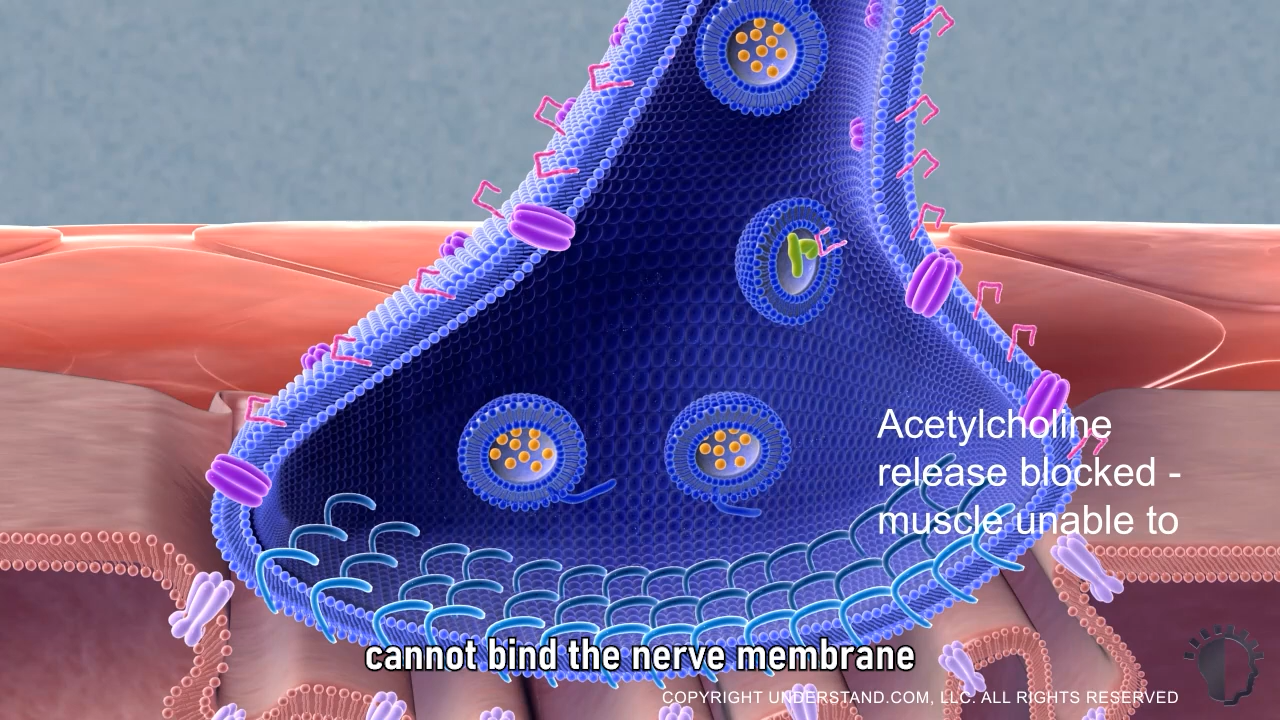 Acetylcholine
release blocked -
muscle unable to
cannot bind the nerve membrane
COPYRIGHT UNDERSTAND.COM, LLC. ALL RIGHTS RESERVED